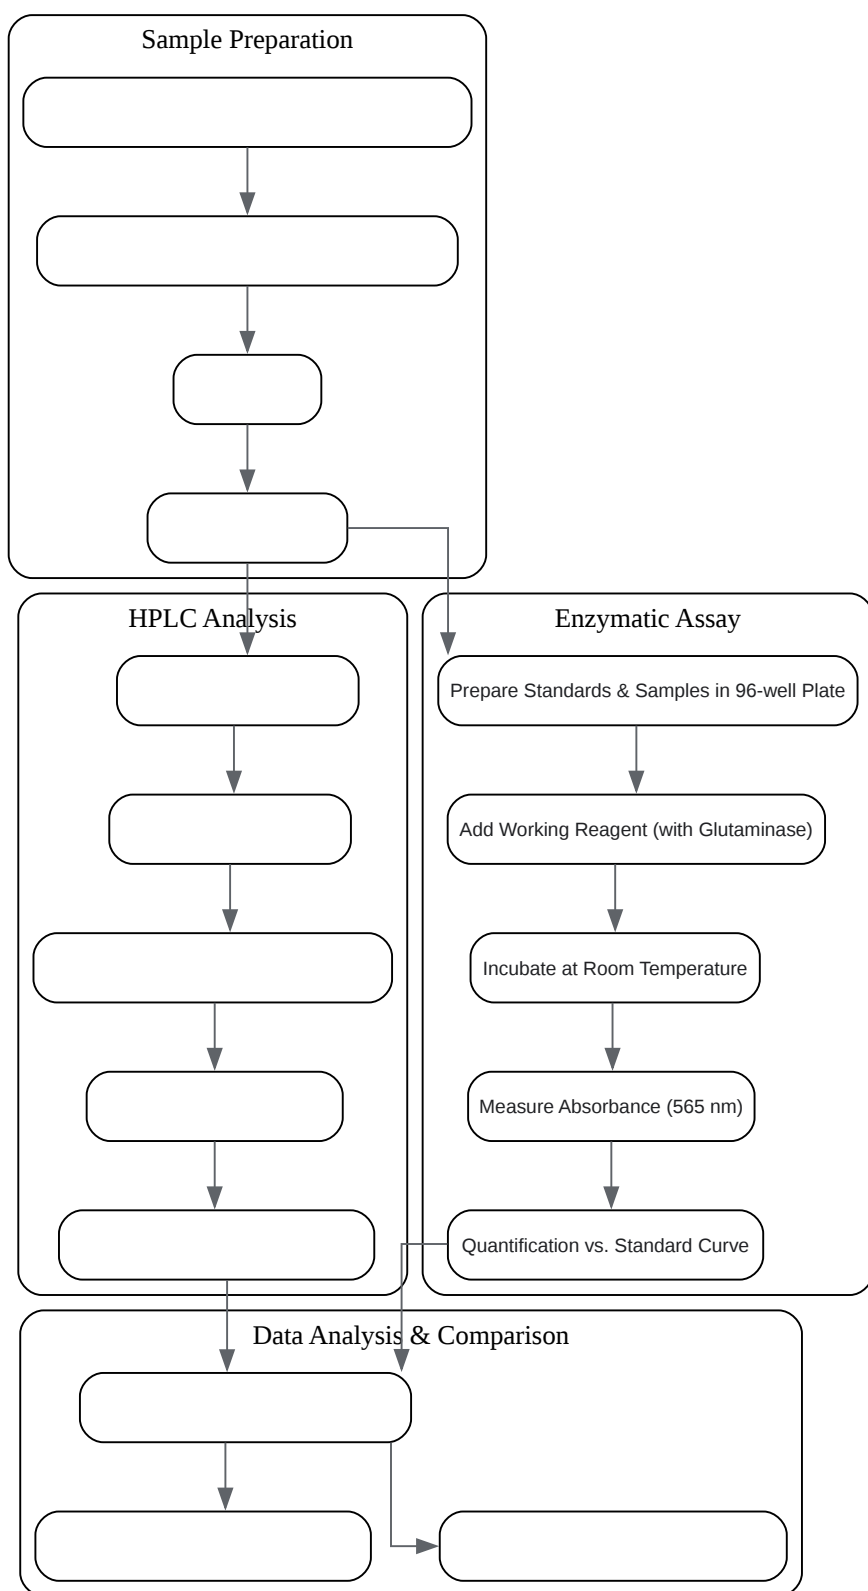 Sample Preparation
HPLC Analysis
Enzymatic Assay
Prepare Standards & Samples in 96-well Plate
Add Working Reagent (with Glutaminase)
Incubate at Room Temperature
Measure Absorbance (565 nm)
Quantification vs. Standard Curve
Data Analysis & Comparison